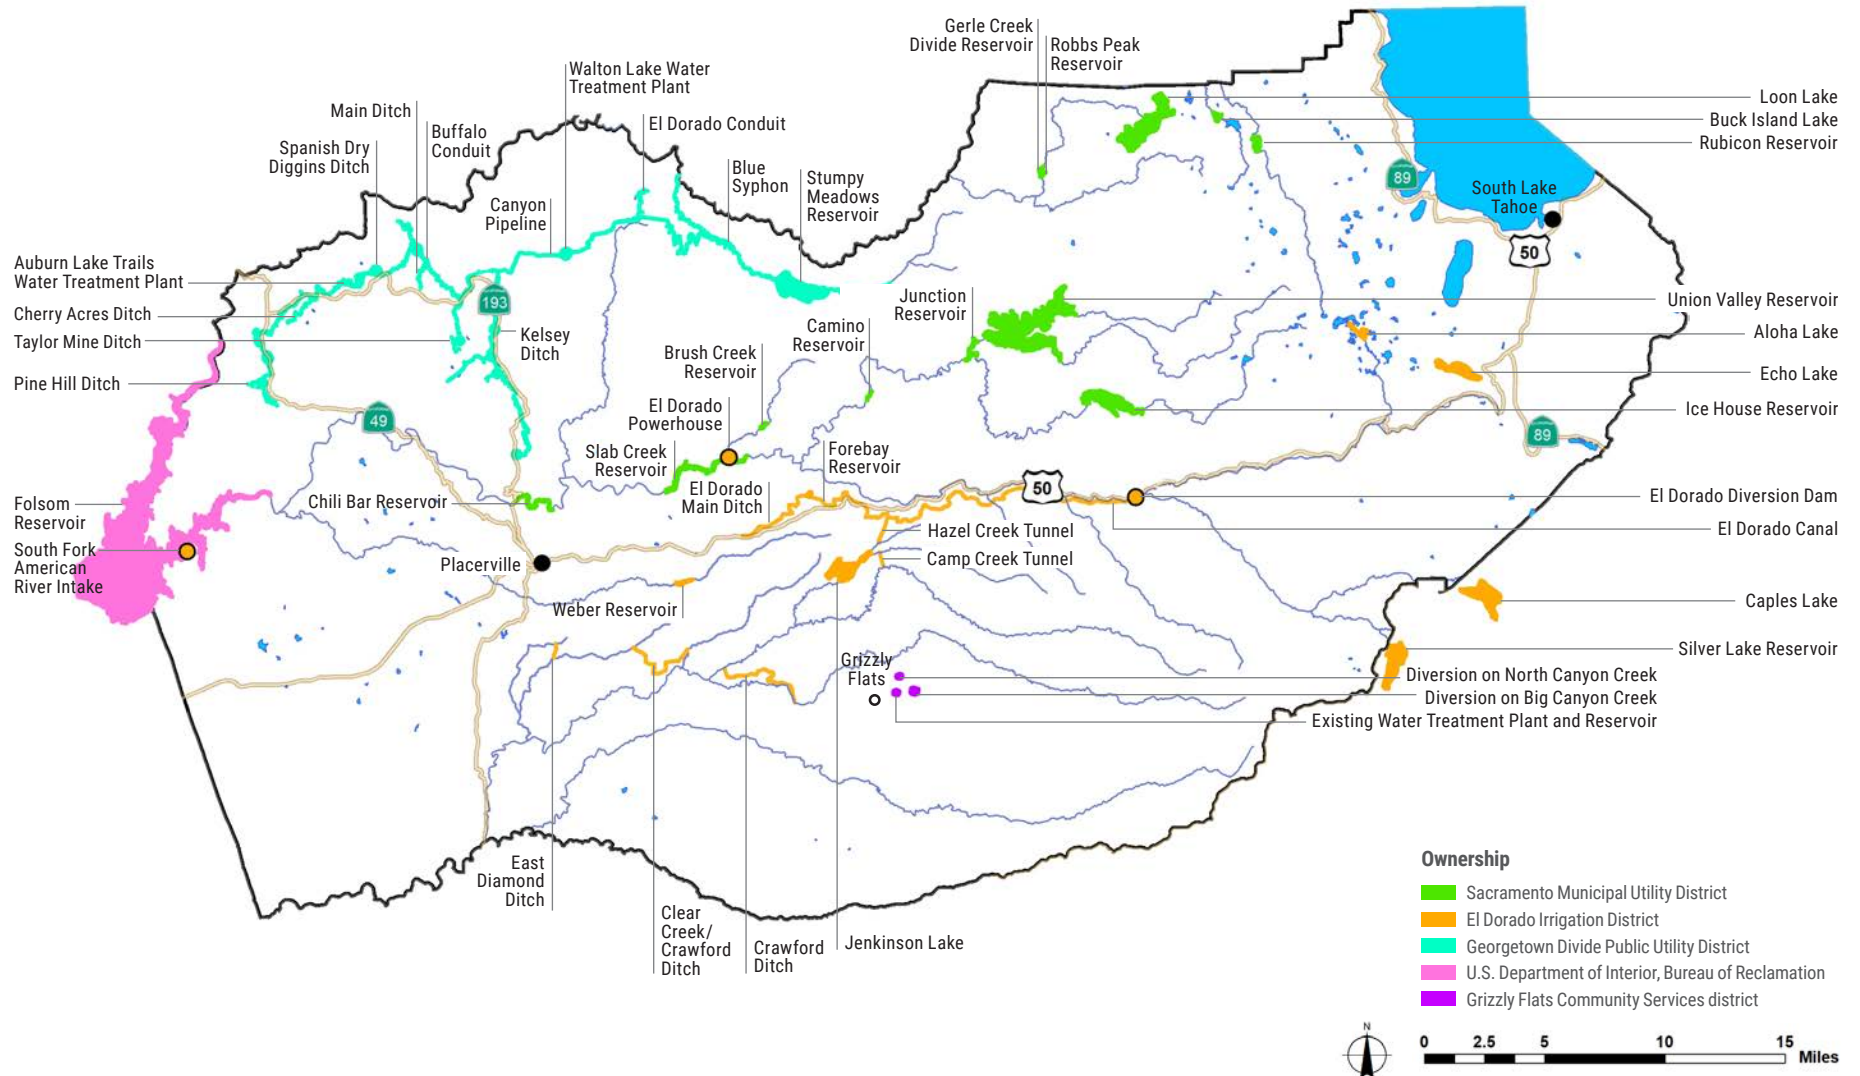 Gerle Creek
Divide Reservoir
Robbs Peak
Reservoir
Walton Lake Water
Treatment Plant
Main Ditch
Buffalo
Conduit
El Dorado Conduit
Spanish Dry
Diggins Ditch
Blue
Syphon
Stumpy
Meadows
Reservoir
Canyon
Pipeline
Loon Lake
Buck Island Lake
Rubicon Reservoir
89
South Lake
Tahoe
50
Auburn Lake Trails
Water Treatment Plant
Cherry Acres Ditch
Taylor Mine Ditch
Pine Hill Ditch
193
Kelsey
Ditch
49
Junction
Reservoir
Camino
Reservoir
Brush Creek
Reservoir
El Dorado
Powerhouse
Slab Creek
Reservoir
Forebay
Reservoir
El Dorado
Main Ditch
Chili Bar Reservoir
Union Valley Reservoir
Aloha Lake
Echo Lake
Ice House Reservoir
89
50
El Dorado Diversion Dam
El Dorado Canal
Folsom
Reservoir
South Fork
American
River Intake
Placerville
Hazel Creek Tunnel
Camp Creek Tunnel
Weber Reservoir
Caples Lake
Silver Lake Reservoir
Grizzly
Flats
Diversion on North Canyon Creek
Diversion on Big Canyon Creek
Existing Water Treatment Plant and Reservoir
East
Diamond
Ditch
Clear
Creek/
Crawford
Ditch
Crawford
Ditch
Jenkinson Lake
Ownership
Sacramento Municipal Utility District
El Dorado Irrigation District
Georgetown Divide Public Utility District
U.S. Department of Interior, Bureau of Reclamation
Grizzly Flats Community Services district
N
0 2.5 5 10 15 Miles